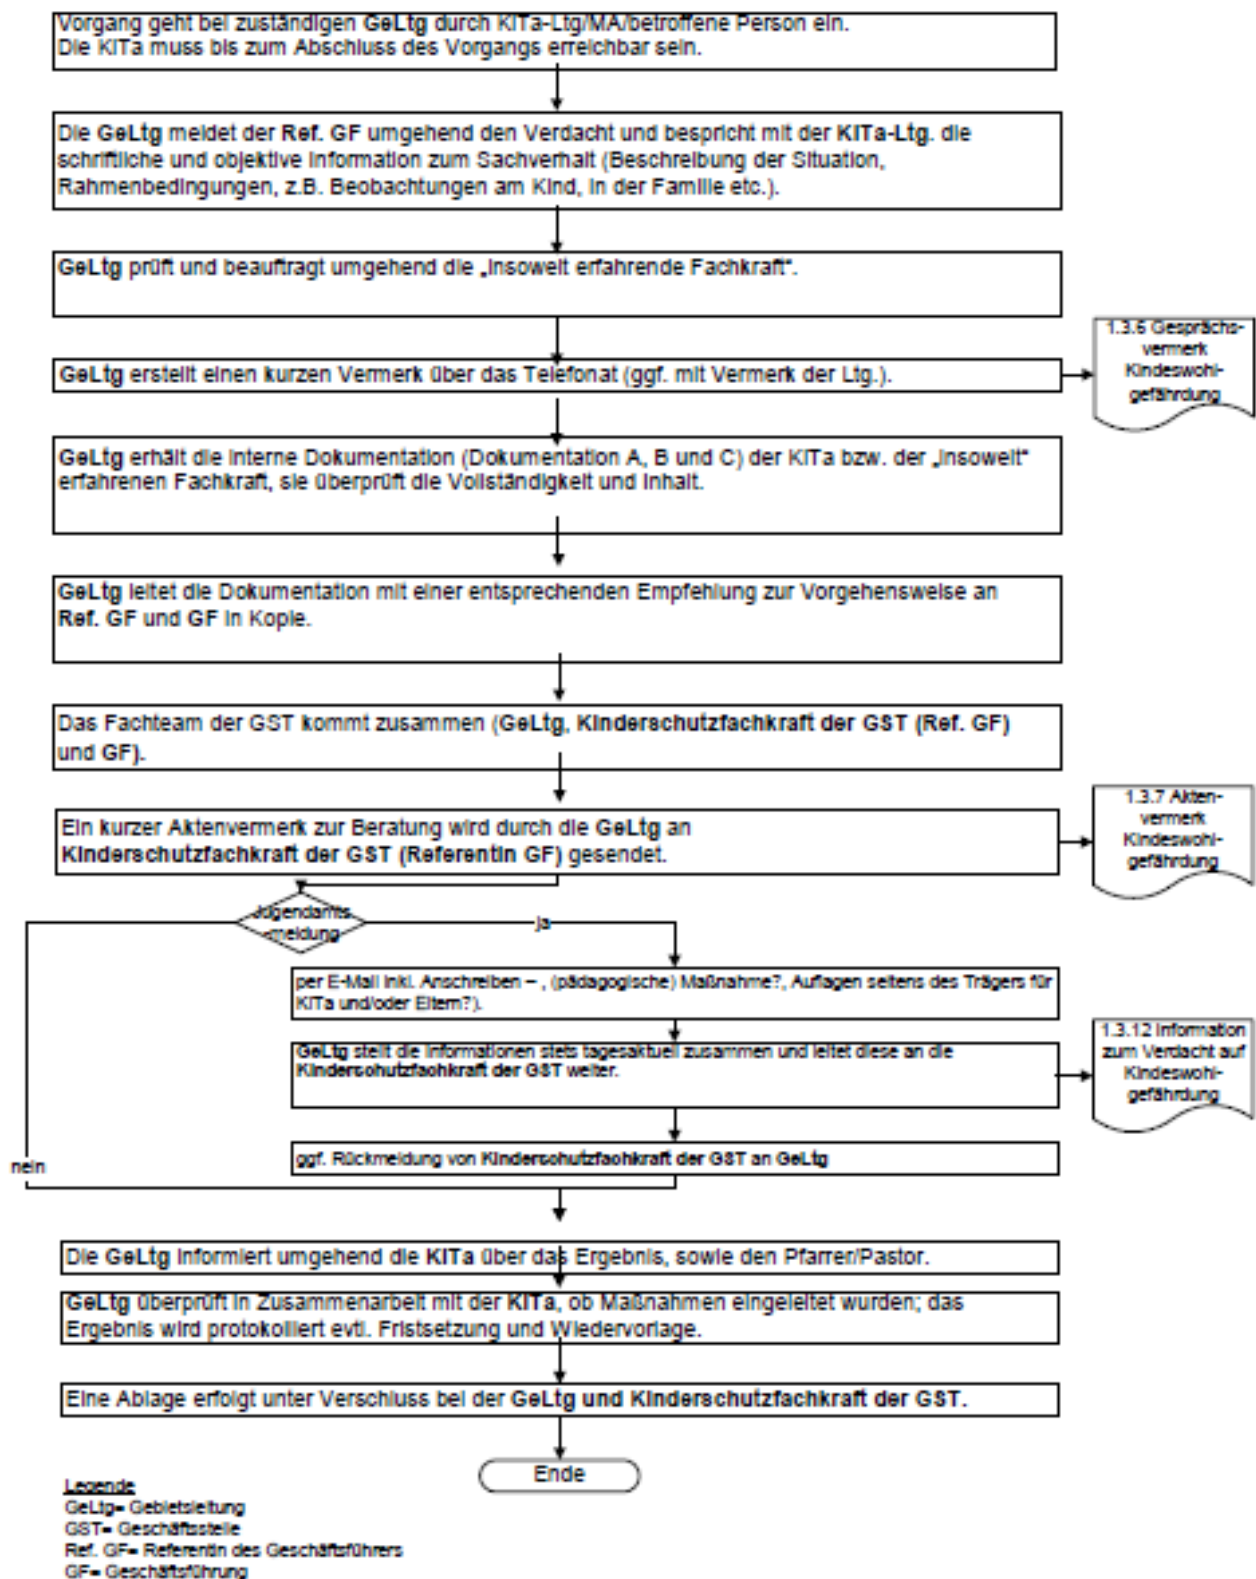 Vorgang geht bei zuständigen GeLtg durch KiTa-Ltg/MA/betroffene Person ein.
Die KiTa muss bis zum Abschluss des Vorgangs erreichbar sein.
Die GeLtg meldet der Ref. GF umgehend den Verdacht und bespricht mit der KiTa-Ltg. die
schriftliche und objektive Information zum Sachverhalt (Beschreibung der Situation,
Rahmenbedingungen, z.B. Beobachtungen am Kind, in der Familie etc.).
GeLtg prüft und beauftragt umgehend die „Insoweit erfahrende Fachkraft“.
GeLtg erstellt einen kurzen Vermerk über das Telefonat (ggf. mit Vermerk der Ltg.).
1.3.6 Gesprächs-
vermerk
Kindeswohl-
gefährdung
GeLtg erhält die interne Dokumentation (Dokumentation A, B und C) der KiTa bzw. der „Insoweit“
erfahrenen Fachkraft, sie überprüft die Vollständigkeit und Inhalt.
GeLtg leitet die Dokumentation mit einer entsprechenden Empfehlung zur Vorgehensweise an
Ref. GF und GF in Kopie.
Das Fachteam der GST kommt zusammen (GeLtg, Kinderschutzfachkraft der GST (Ref. GF)
und GF).
Ein kurzer Aktenvermerk zur Beratung wird durch die GeLtg an
Kinderschutzfachkraft der GST (Referentin GF) gesendet.
1.3.7 Akten-
vermerk
Kindeswohl-
gefährdung
Jugendamts
-meldung
ja
per E-Mail inkl. Anschreiben – , (pädagogische) Maßnahme?, Auflagen seitens des Trägers für
KiTa und/oder Eltern?).
GeLtg stellt die Informationen stets tagesaktuell zusammen und leitet diese an die
Kinderschutzfachkraft der GST weiter.
1.3.12 Information
zum Verdacht auf
Kindeswohl-
gefährdung
nein
ggf. Rückmeldung von Kinderschutzfachkraft der GST an GeLtg
Die GeLtg informiert umgehend die KiTa über das Ergebnis, sowie den Pfarrer/Pastor.
GeLtg überprüft in Zusammenarbeit mit der KiTa, ob Maßnahmen eingeleitet wurden; das
Ergebnis wird protokolliert evtl. Fristsetzung und Wiedervorlage.
Eine Ablage erfolgt unter Verschluss bei der GeLtg und Kinderschutzfachkraft der GST.
Ende
Legende
GeLtg= Gebietsleitung
GST= Geschäftsstelle
Ref. GF= Referentin des Geschäftsführers
GF= Geschäftsführung